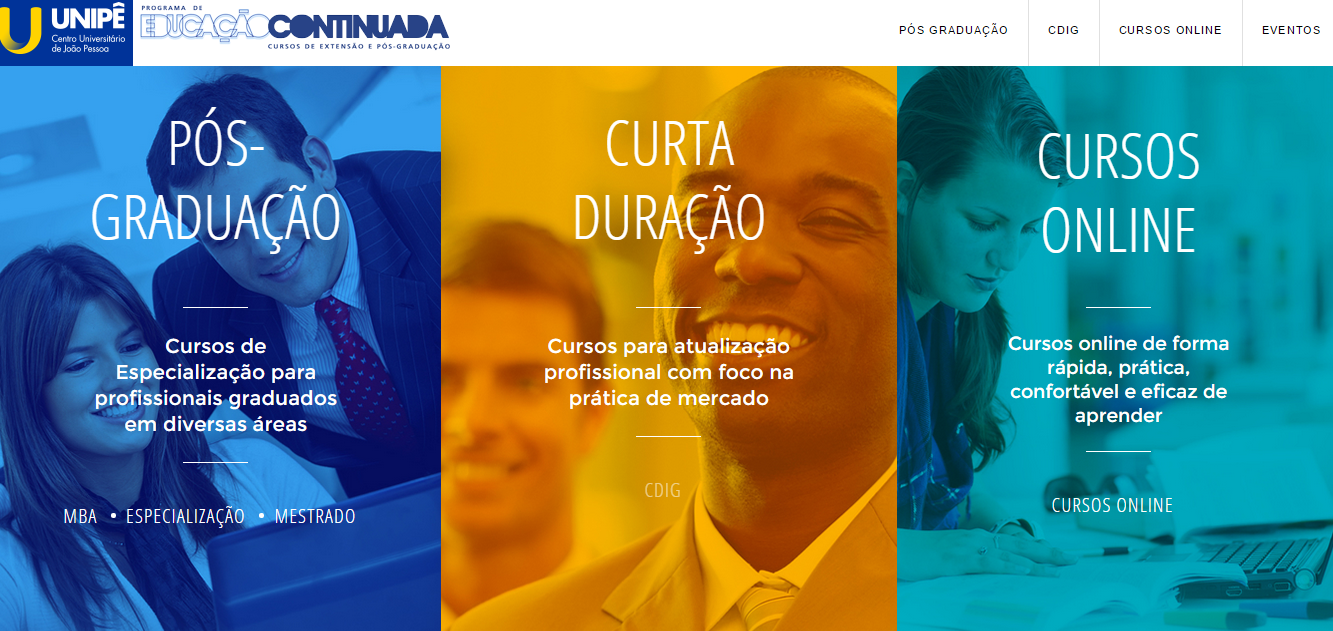 UNIPÊ
Centro Universitário
de João Pessoa
PROGRAMA DE
EDUCAÇÃO CONTINUADA
CURSOS DE EXTENSÃO E PÓS-GRADUAÇÃO
PÓS GRADUAÇÃO
CDIG
CURSOS ONLINE
EVENTOS
PÓS-
GRADUAÇÃO
Cursos de
Especialização para
profissionais graduados
em diversas áreas
MBA • ESPECIALIZAÇÃO • MESTRADO
CURTA
DURAÇÃO
Cursos para atualização
profissional com foco na
prática de mercado
CDIG
CURSOS
ONLINE
Cursos online de forma
rápida, prática,
confortável e eficaz de
aprender
CURSOS ONLINE